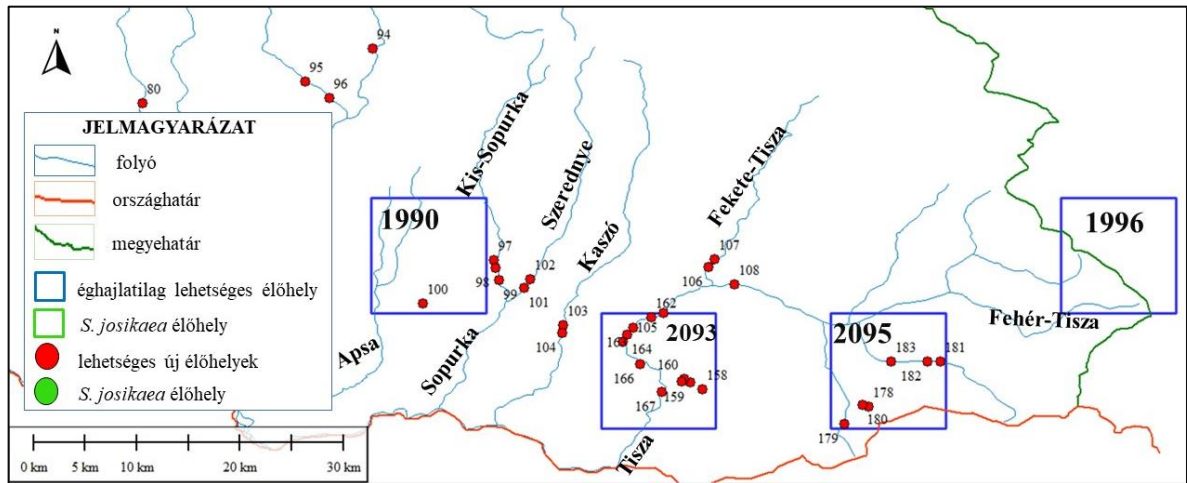 94
95
96
80
N
JELMAGYARÁZAT
folyó
országhatár
megyehatár
éghajlatilag lehetséges élőhely
S. josikaea élőhely
lehetséges új élőhelyek
S. josikaea élőhely
0 km
5 km
10 km
20 km
30 km
Kis-Sopurka
Szerednye
Kaszó
Fekete-Tisza
1990
1996
97
98
99
100
101
102
103
104
107
106
108
Apsa
Sopurka
Tisza
Fehér-Tisza
2093
162
105
164
166
160
158
159
167
2095
183
181
182
178
180
179